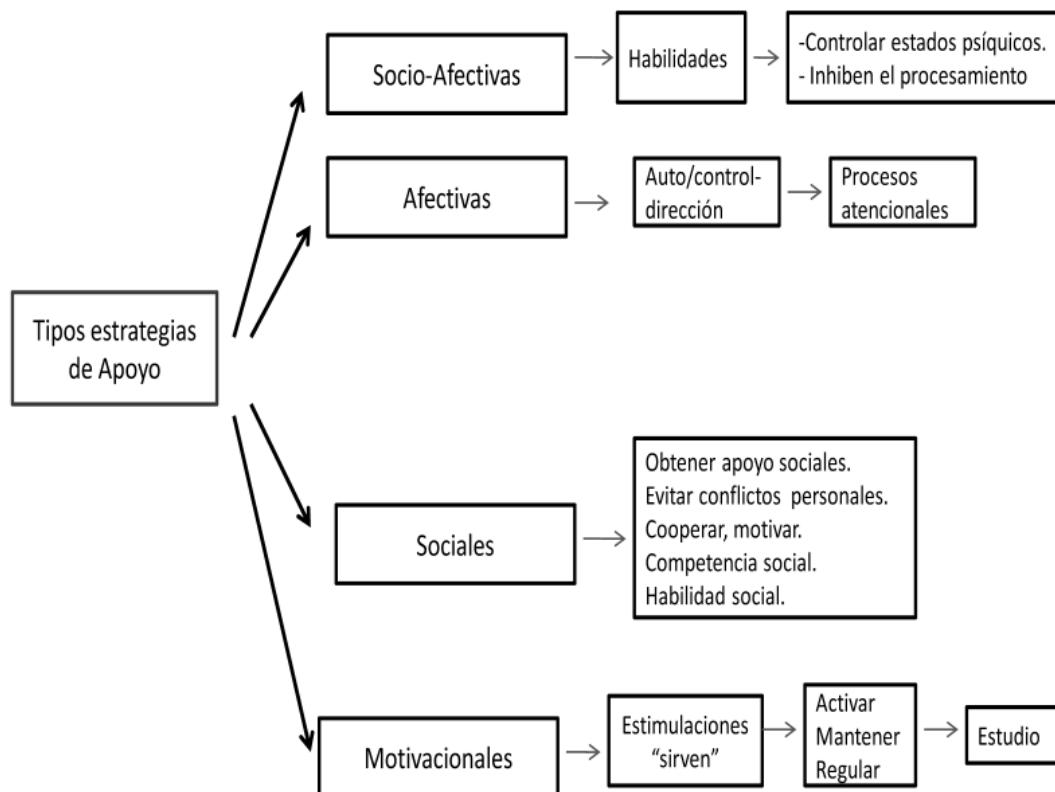 Tipos estrategias
de Apoyo
Socio-Afectivas
Habilidades
-Controlar estados psíquicos.
- Inhiben el procesamiento
Afectivas
Auto/control-
dirección
Procesos
atencionales
Sociales
Obtener apoyo sociales.
Evitar conflictos personales.
Cooperar, motivar.
Competencia social.
Habilidad social.
Motivacionales
Estimulaciones
“sirven”
Activar
Mantener
Regular
Estudio